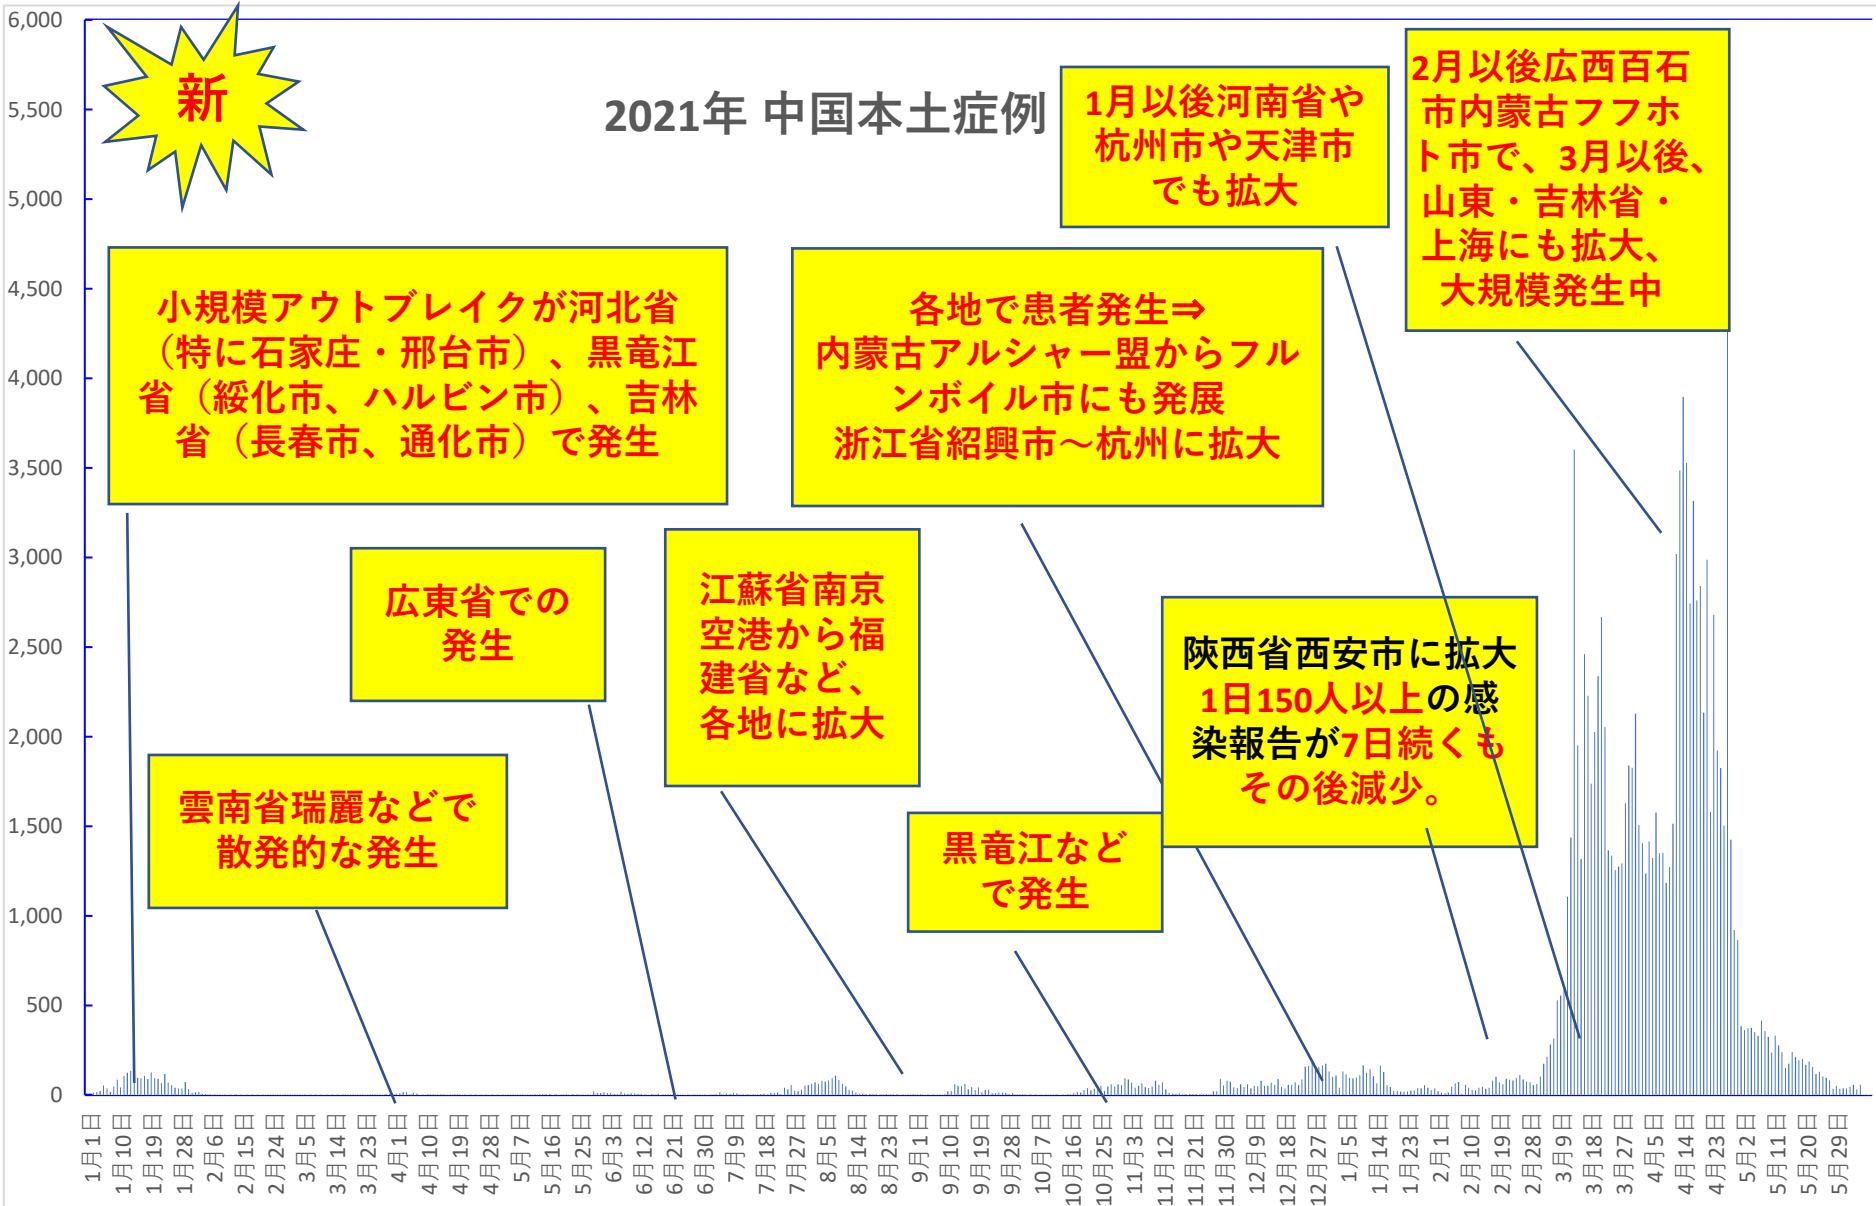 新
2021年 中国本土症例
1月以後河南省や
杭州市や天津市
でも拡大
2月以後広西百石
市内蒙古フフホ
ト市で、3月以後、
山東・吉林省・
上海にも拡大、
大規模発生中
小規模アウトブレイクが河北省
（特に石家庄・邢台市）、黒竜江
省（綏化市、ハルビン市）、吉林
省（長春市、通化市）で発生
各地で患者発生⇒
内蒙古アルシャー盟からフル
ンボイル市にも発展
浙江省紹興市～杭州に拡大
広東省での
発生
江蘇省南京
空港から福
建省など、
各地に拡大
陝西省西安市に拡大
1日150人以上の感
染報告が7日続くも
その後減少。
雲南省瑞麗などで
散発的な発生
黒竜江など
で発生
6,000
5,500
5,000
4,500
4,000
3,500
3,000
2,500
2,000
1,500
1,000
500
0
1月1日
1月10日
1月19日
1月28日
2月6日
2月15日
2月24日
3月5日
3月14日
3月23日
4月1日
4月10日
4月19日
4月28日
5月7日
5月16日
5月25日
6月3日
6月12日
6月21日
6月30日
7月9日
7月18日
7月27日
8月5日
8月14日
8月23日
9月1日
9月10日
9月19日
9月28日
10月7日
10月16日
10月25日
11月3日
11月12日
11月21日
11月30日
12月9日
12月18日
12月27日
1月5日
1月14日
1月23日
2月1日
2月10日
2月19日
2月28日
3月9日
3月18日
3月27日
4月5日
4月14日
4月23日
5月2日
5月11日
5月20日
5月29日